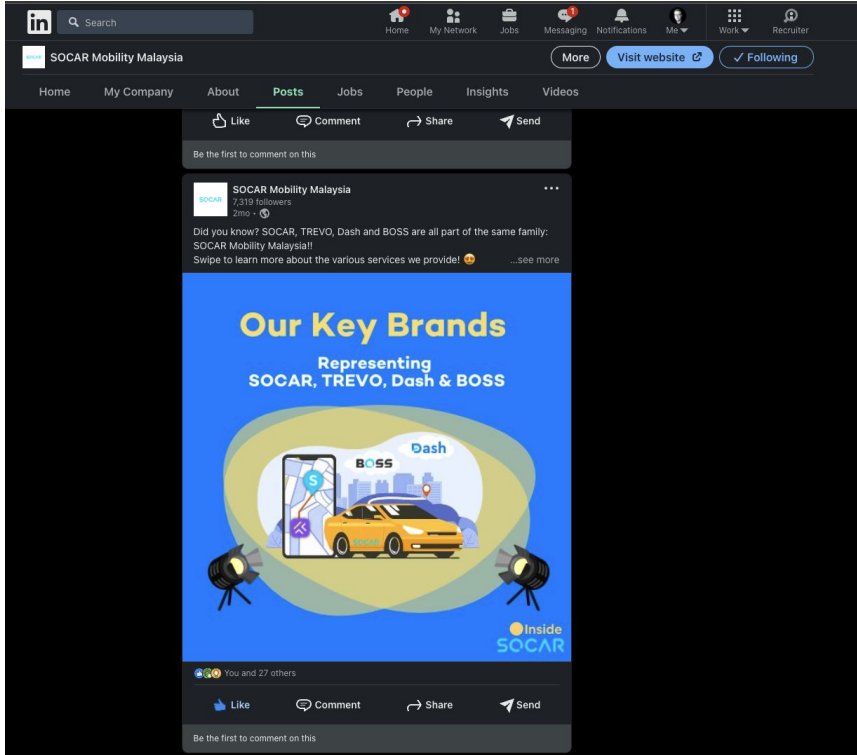 in
Search
Home
My Network
Jobs
1
Messaging
Notifications
Me
Work
Recruiter
SOCAR Mobility Malaysia
More
Visit website
✓ Following
Home
My Company
About
Posts
Jobs
People
Insights
Videos
Like
Comment
Share
Send
Be the first to comment on this
SOCAR
SOCAR Mobility Malaysia
7,319 followers
2mo •
Did you know? SOCAR, TREVO, Dash and BOSS are all part of the same family:
SOCAR Mobility Malaysia!!
Swipe to learn more about the various services we provide! 😍 ...see more
Our Key Brands
Representing
SOCAR, TREVO, Dash & BOSS
Dash
BOSS
S
SOCAR
Inside
SOCAR
You and 27 others
Like
Comment
Share
Send
Be the first to comment on this